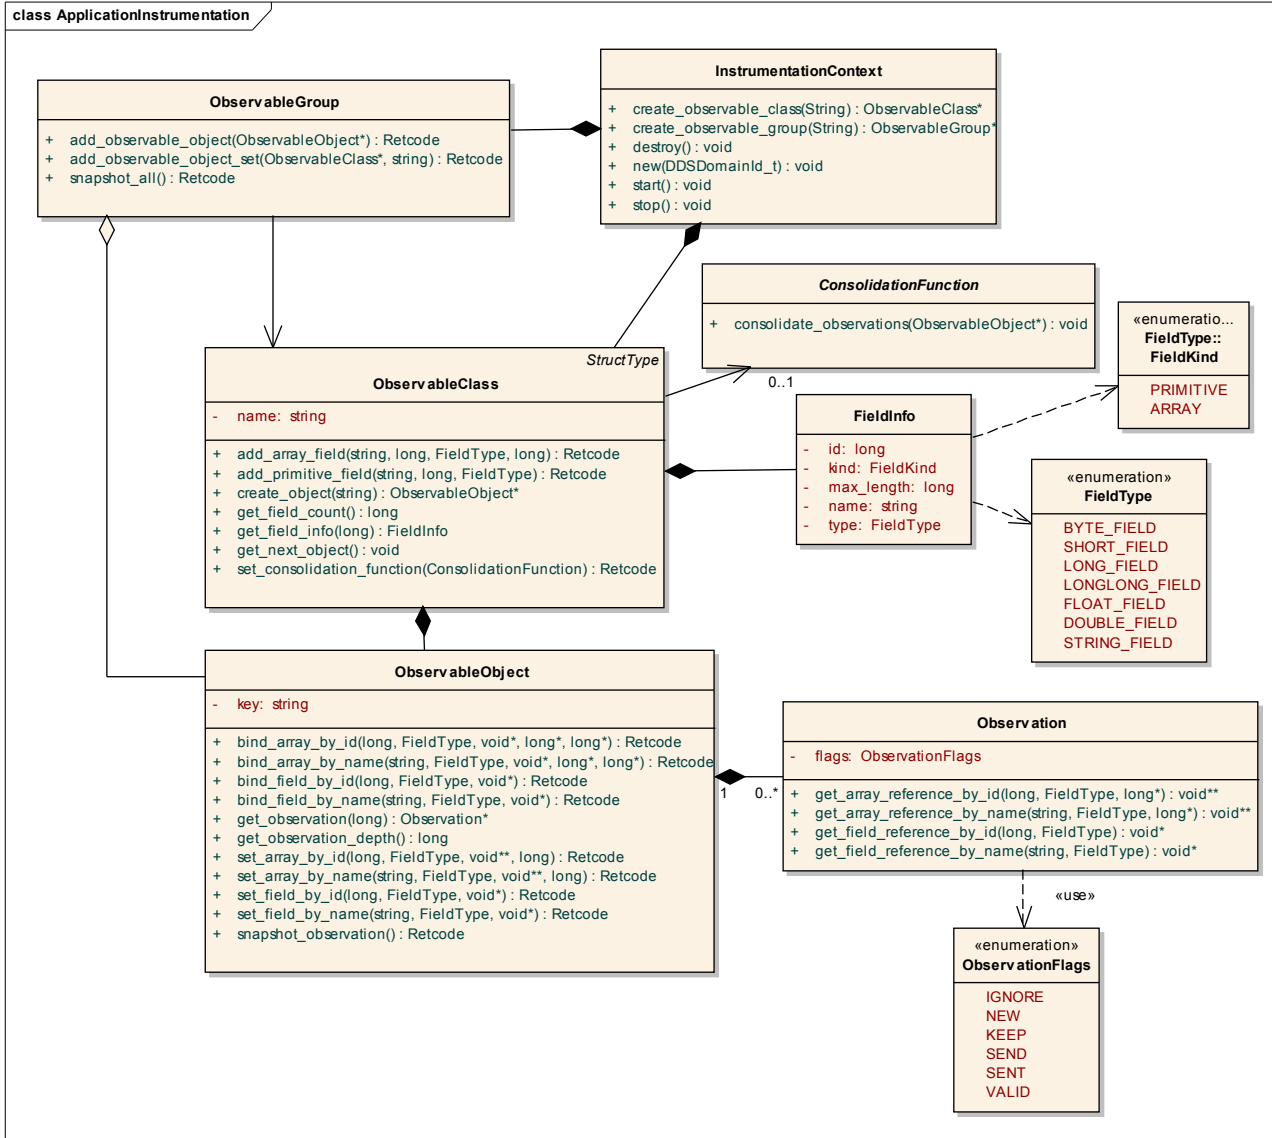 class ApplicationInstrumentation
ObservableGroup
+ add_observable_object(ObservableObject*) : Retcode
+ add_observable_object_set(ObservableClass*, string) : Retcode
+ snapshot_all() : Retcode
InstrumentationContext
+ create_observable_class(String) : ObservableClass*
+ create_observable_group(String) : ObservableGroup*
+ destroy() : void
+ new(DDSDomainId_t) : void
+ start() : void
+ stop() : void
ConsolidationFunction
+ consolidate_observations(ObservableObject*) : void
«enumeratio...
FieldType::
FieldKind
PRIMITIVE
ARRAY
StructType
ObservableClass
- name: string
+ add_array_field(string, long, FieldType, long) : Retcode
+ add_primitive_field(string, long, FieldType) : Retcode
+ create_object(string) : ObservableObject*
+ get_field_count() : long
+ get_field_info(long) : FieldInfo
+ get_next_object() : void
+ set_consolidation_function(ConsolidationFunction) : Retcode
0..1
FieldInfo
- id: long
- kind: FieldKind
- max_length: long
- name: string
- type: FieldType
«enumeration»
FieldType
BYTE_FIELD
SHORT_FIELD
LONG_FIELD
LONGLONG_FIELD
FLOAT_FIELD
DOUBLE_FIELD
STRING_FIELD
ObservableObject
- key: string
+ bind_array_by_id(long, FieldType, void*, long*, long*) : Retcode
+ bind_array_by_name(string, FieldType, void*, long*, long*) : Retcode
+ bind_field_by_id(long, FieldType, void*) : Retcode
+ bind_field_by_name(string, FieldType, void*) : Retcode
+ get_observation(long) : Observation*
+ get_observation_depth() : long
+ set_array_by_id(long, FieldType, void**, long) : Retcode
+ set_array_by_name(string, FieldType, void**, long) : Retcode
+ set_field_by_id(long, FieldType, void*) : Retcode
+ set_field_by_name(string, FieldType, void*) : Retcode
+ snapshot_observation() : Retcode
1
0..*
Observation
- flags: ObservationFlags
+ get_array_reference_by_id(long, FieldType, long*) : void**
+ get_array_reference_by_name(string, FieldType, long*) : void**
+ get_field_reference_by_id(long, FieldType) : void*
+ get_field_reference_by_name(string, FieldType) : void*
«use»
«enumeration»
ObservationFlags
IGNORE
NEW
KEEP
SEND
SENT
VALID